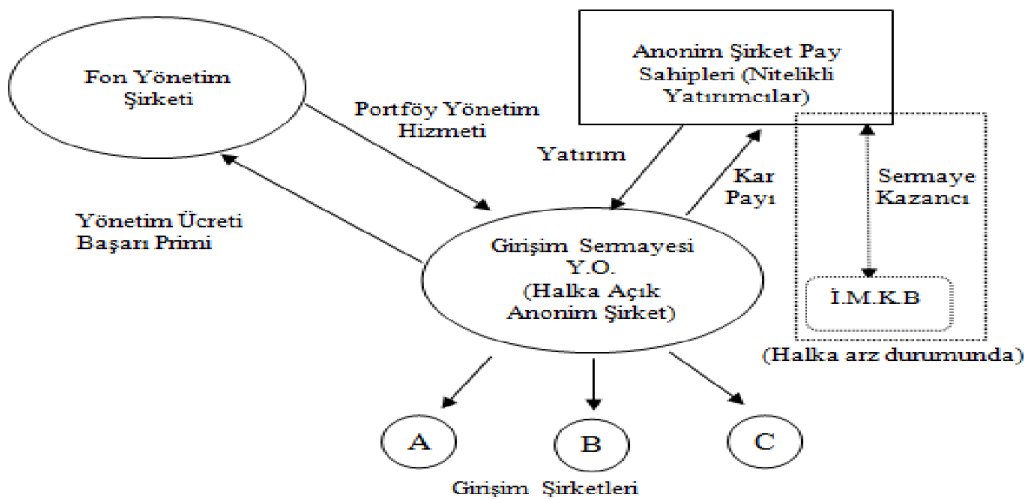 Fon Yönetim
Şirketi
Anonim Şirket Pay
Sahipleri (Nitelikli
Yatırımcılar)
Portföy Yönetim
Hizmeti
Yatırım
Kar
Payı
Sermaye
Kazancı
Yönetim Ücreti
Başarı Primi
Girişim Sermayesi
Y.O.
(Halka Açık
Anonim Şirket)
İ.M.K.B
(Halka arz durumunda)
A
B
C
Girişim Şirketleri